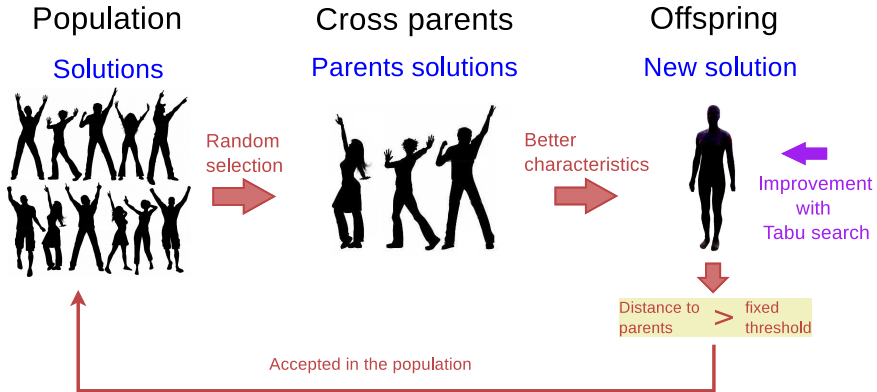 Population
Cross parents
Offspring
Solutions
Parents solutions
New solution
Random
selection
Better
characteristics
Improvement
with
Tabu search
Distance to
parents
>
fixed
threshold
Accepted in the population